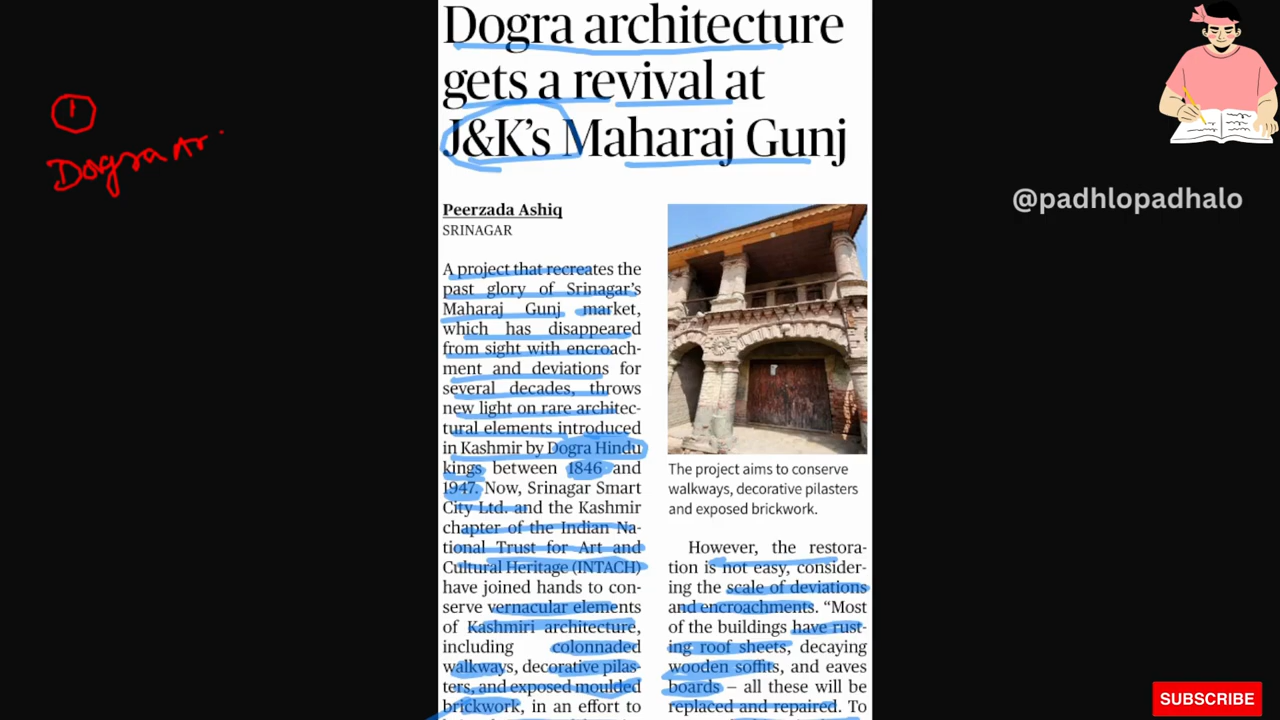 Dogra architecture
gets a revival at
J&K's Maharaj Gunj
①
Dogra Ar
Peerzada Ashiq
SRINAGAR
A project that recreates the
past glory of Srinagar's
Maharaj Gunj market,
which has disappeared
from sight with encroach-
ment and deviations for
several decades, throws
new light on rare architec-
tural elements introduced
in Kashmir by Dogra Hindu
kings between 1846 and
1947. Now, Srinagar Smart
City Ltd. and the Kashmir
chapter of the Indian Na-
tional Trust for Art and
Cultural Heritage (INTACH)
have joined hands to con-
serve vernacular elements
of Kashmiri architecture,
including colonnaded
walkways, decorative pilas-
ters, and exposed moulded
brickwork, in an effort to
The project aims to conserve
walkways, decorative pilasters
and exposed brickwork.
However, the restora-
tion is not easy, consider-
ing the scale of deviations
and encroachments. “Most
of the buildings have rust-
ing roof sheets, decaying
wooden soffits, and eaves
boards – all these will be
replaced and repaired. To
@padhlopadhalo
SUBSCRIBE